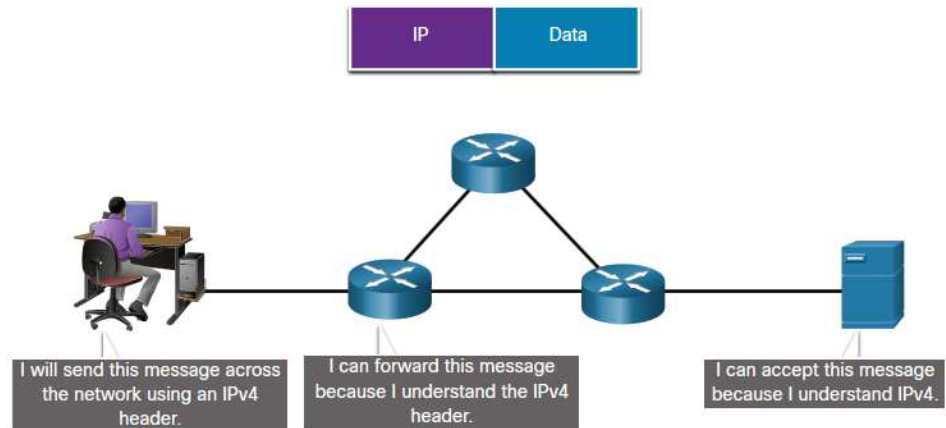 IP
Data
I will send this message across
the network using an IPv4
header.
I can forward this message
because I understand the IPv4
header.
I can accept this message
because I understand IPv4.